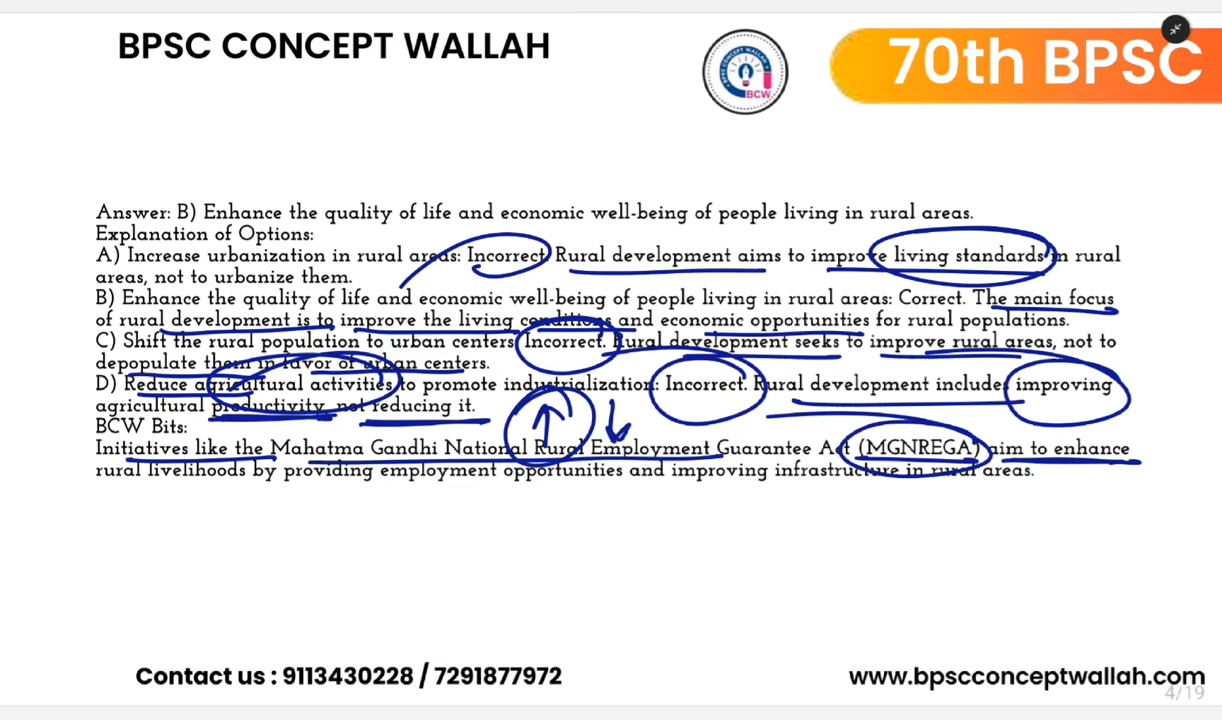 BPSC CONCEPT WALLAH
BPSC CONCEPT WALLAH
BCW
70th BPSC
Answer: B) Enhance the quality of life and economic well-being of people living in rural areas.
Explanation of Options:
A) Increase urbanization in rural areas: Incorrect. Rural development aims to improve living standards in rural
areas, not to urbanize them.
B) Enhance the quality of life and economic well-being of people living in rural areas: Correct. The main focus
of rural development is to improve the living conditions and economic opportunities for rural populations.
C) Shift the rural population to urban centers: Incorrect. Rural development seeks to improve rural areas, not to
depopulate them in favor of urban centers.
D) Reduce agricultural activities to promote industrialization: Incorrect. Rural development includes improving
agricultural productivity, not reducing it.
BCW Bits:
Initiatives like the Mahatma Gandhi National Rural Employment Guarantee Act (MGNREGA) aim to enhance
rural livelihoods by providing employment opportunities and improving infrastructure in rural areas.
Contact us : 9113430228 / 7291877972
www.bpscconceptwallah.com
4/19